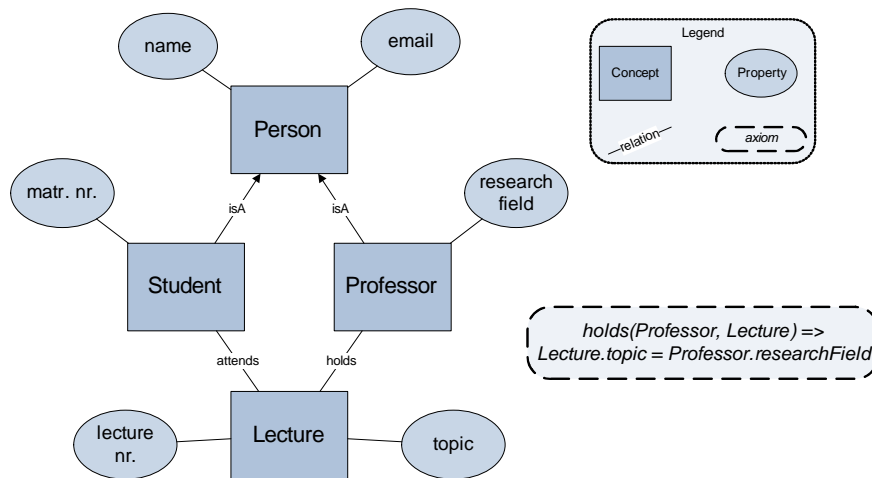 name
email
Person
Legend
Concept
Property
relation
axiom
matr. nr.
isA
isA
research
field
Student
Professor
attends
holds
holds(Professor, Lecture) =>
Lecture.topic = Professor.researchField
lecture
nr.
Lecture
topic